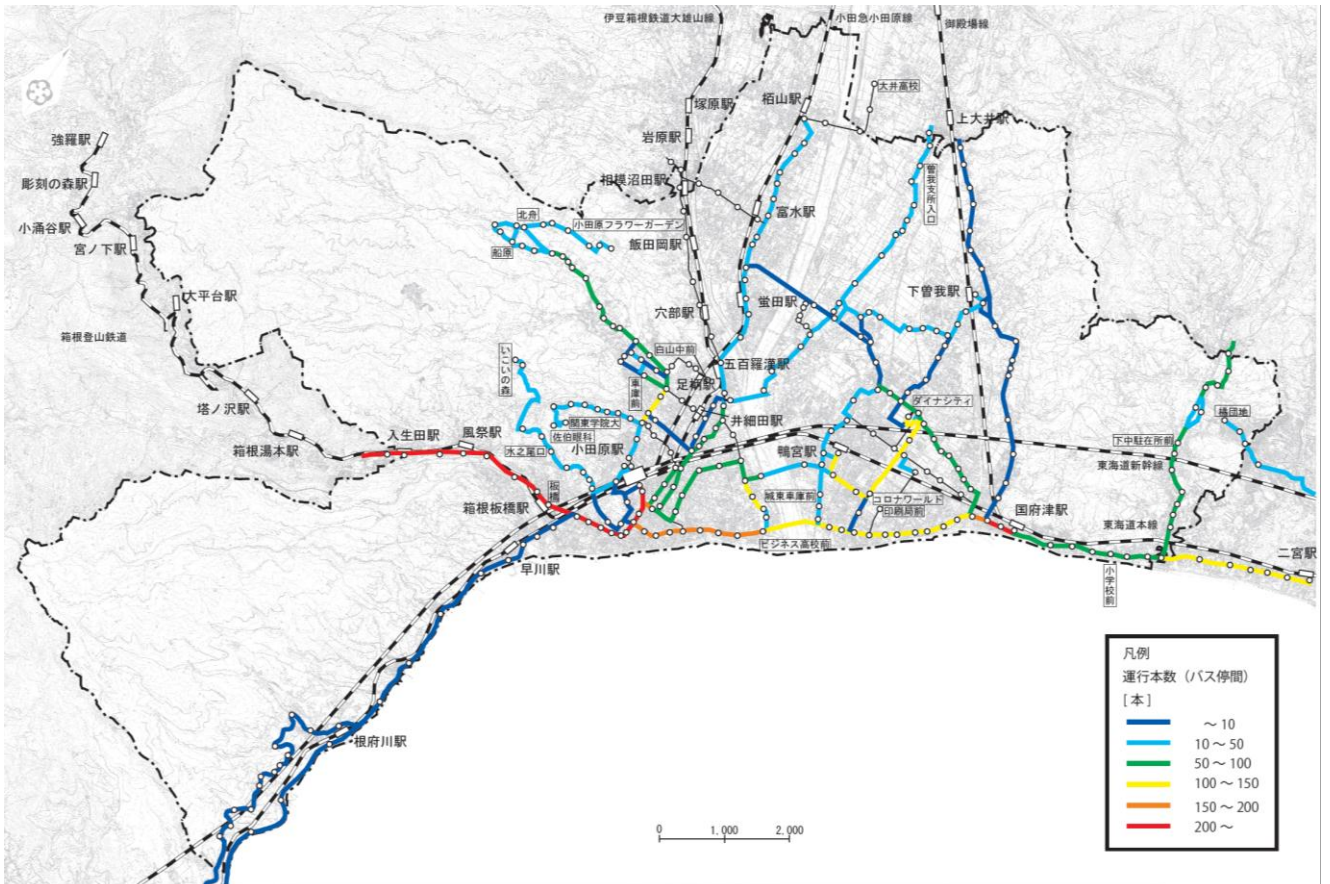 伊豆箱根鉄道大雄山線
小田急小田原線
御殿場線
大井高校
塚原駅
栢山駅
上大井駅
岩原駅
強羅駅
相模沼田駅
彫刻の森駅
曽我支所入口
小涌谷駅
北舟
小田原フラワーガーデン
富水駅
宮ノ下駅
船原
飯田岡駅
大平台駅
蛍田駅
下曽我駅
穴部駅
箱根登山鉄道
白山中前
五百羅漢駅
いこいの森
車庫前
足柄駅
塔ノ沢駅
ダイナシティ
橘団地
関東学院大
井細田駅
入生田駅
風祭駅
佐伯眼科
下中駐在所前
箱根湯本駅
水之尾口
小田原駅
鴨宮駅
東海道新幹線
板橋
城東車庫前
コロナワールド
箱根板橋駅
印刷局前
国府津駅
東海道本線
ビジネス高校前
二宮駅
早川駅
小学校前
根府川駅
凡例
運行本数（バス停間）
［本］
～10
10～50
50～100
100～150
150～200
200～
0 1,000 2,000